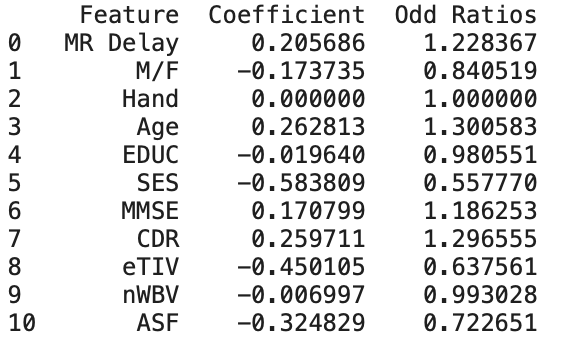 Feature Coefficient Odd Ratios
0 MR Delay 0.205686 1.228367
1 M/F -0.173735 0.840519
2 Hand 0.000000 1.000000
3 Age 0.262813 1.300583
4 EDUC -0.019640 0.980551
5 SES -0.583809 0.557770
6 MMSE 0.170799 1.186253
7 CDR 0.259711 1.296555
8 eTIV -0.450105 0.637561
9 nWBV -0.006997 0.993028
10 ASF -0.324829 0.722651